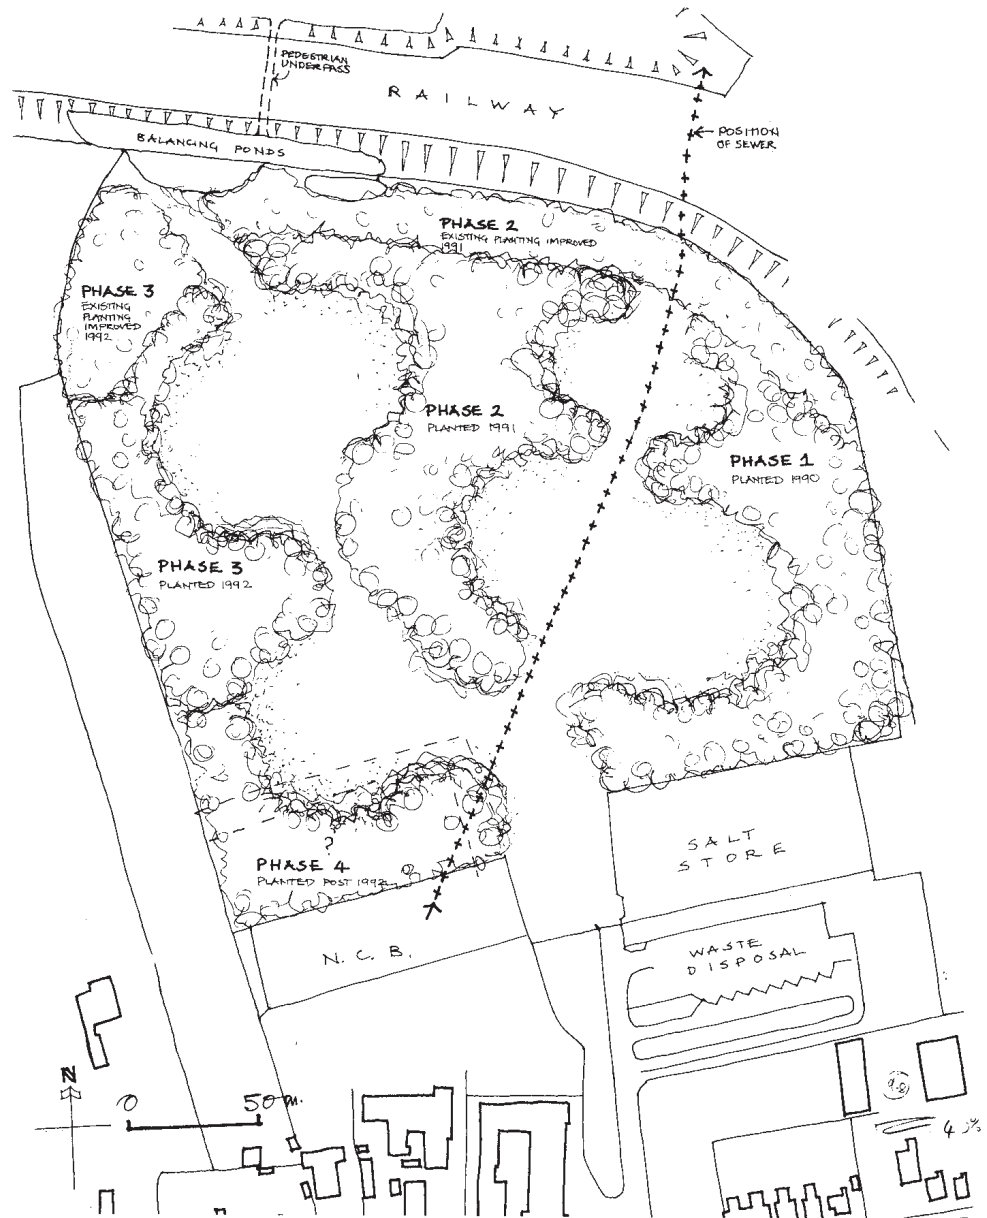 PEDESTRIAN
UNDERPASS
RAILWAY
POSITION
OF SEWER
BALANCING PONDS
PHASE 2
EXISTING PLANTING IMPROVED
1991
PHASE 3
EXISTING
PLANTING
IMPROVED
1992
PHASE 2
PLANTED 1991
PHASE 1
PLANTED 1990
PHASE 3
PLANTED 1992
?
PHASE 4
PLANTED POST 1992
SALT
STORE
N.C.B.
WASTE
DISPOSAL
N
0 50 m.